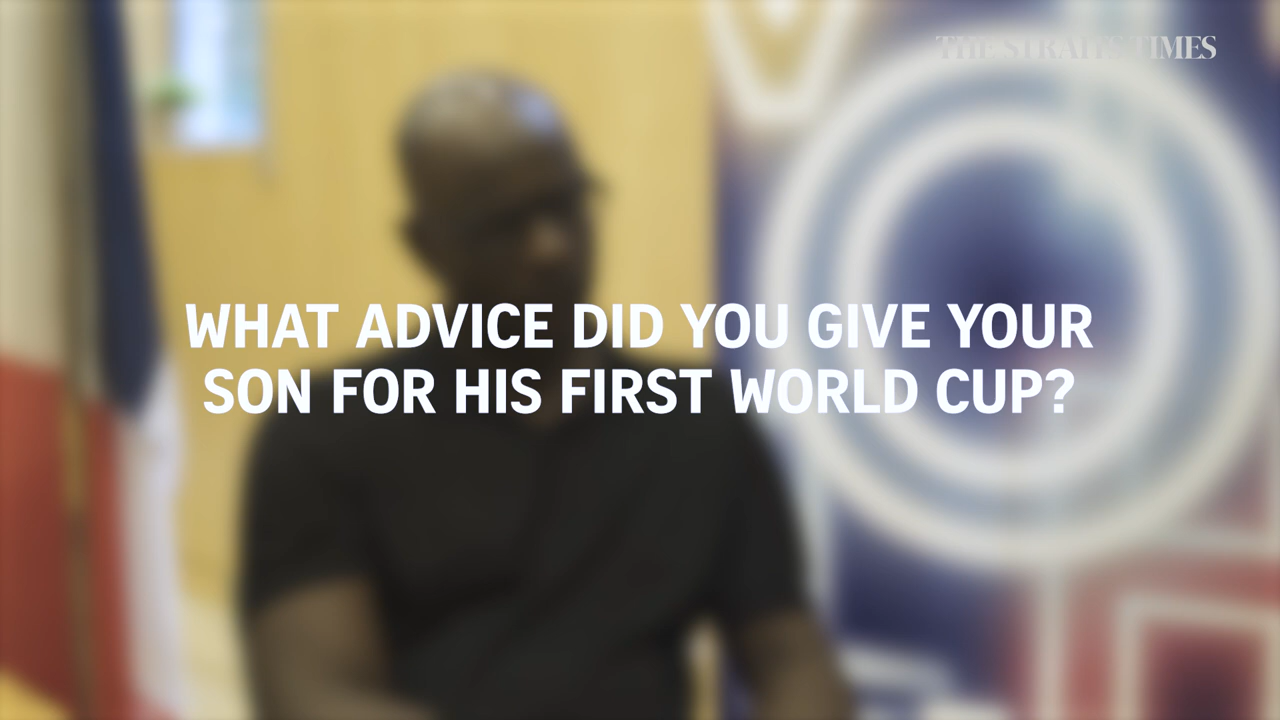 THE STRAITS TIMES
WHAT ADVICE DID YOU GIVE YOUR
SON FOR HIS FIRST WORLD CUP?